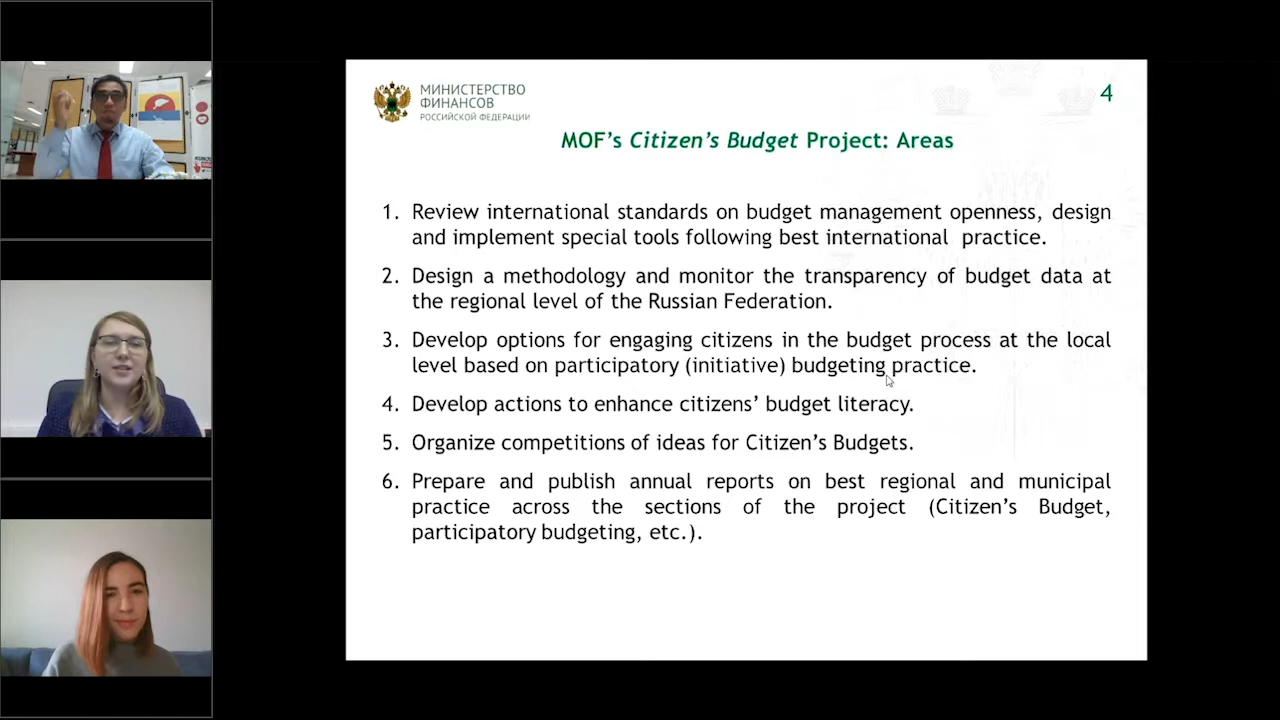 МИНИСТЕРСТВО
ФИНАНСОВ
РОССИЙСКОЙ ФЕДЕРАЦИИ
4
MOF’s Citizen’s Budget Project: Areas
1. Review international standards on budget management openness, design
and implement special tools following best international practice.
2. Design a methodology and monitor the transparency of budget data at
the regional level of the Russian Federation.
3. Develop options for engaging citizens in the budget process at the local
level based on participatory (initiative) budgeting practice.
4. Develop actions to enhance citizens’ budget literacy.
5. Organize competitions of ideas for Citizen’s Budgets.
6. Prepare and publish annual reports on best regional and municipal
practice across the sections of the project (Citizen’s Budget,
participatory budgeting, etc.).